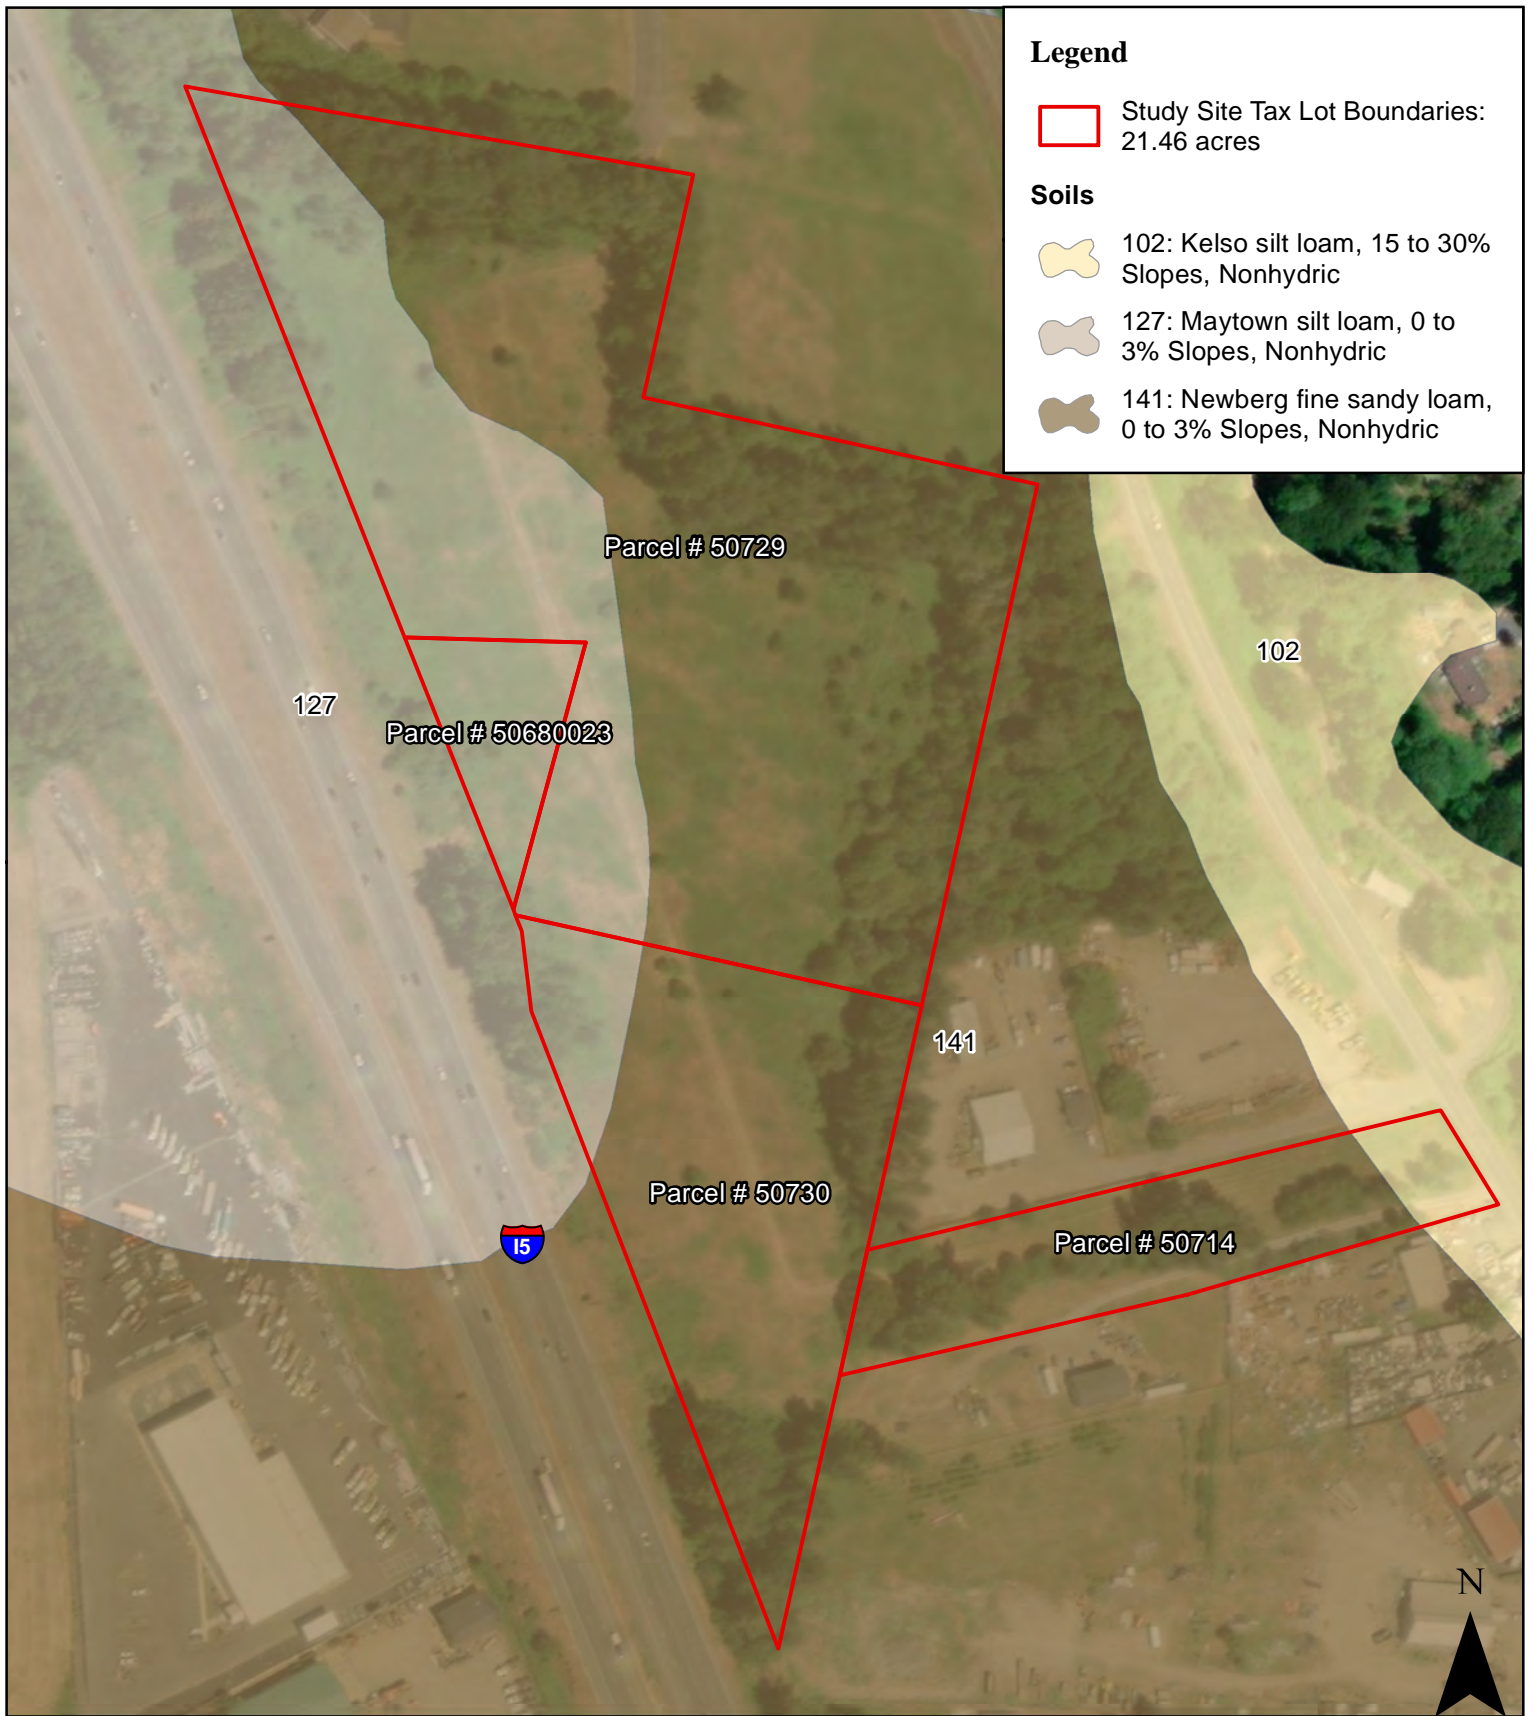 Legend
Study Site Tax Lot Boundaries:
21.46 acres
Soils
102: Kelso silt loam, 15 to 30%
Slopes, Nonhydric
127: Maytown silt loam, 0 to
3% Slopes, Nonhydric
141: Newberg fine sandy loam,
0 to 3% Slopes, Nonhydric
Parcel # 50729
102
127
Parcel # 50680023
141
Parcel # 50730
Parcel # 50714
I5
N